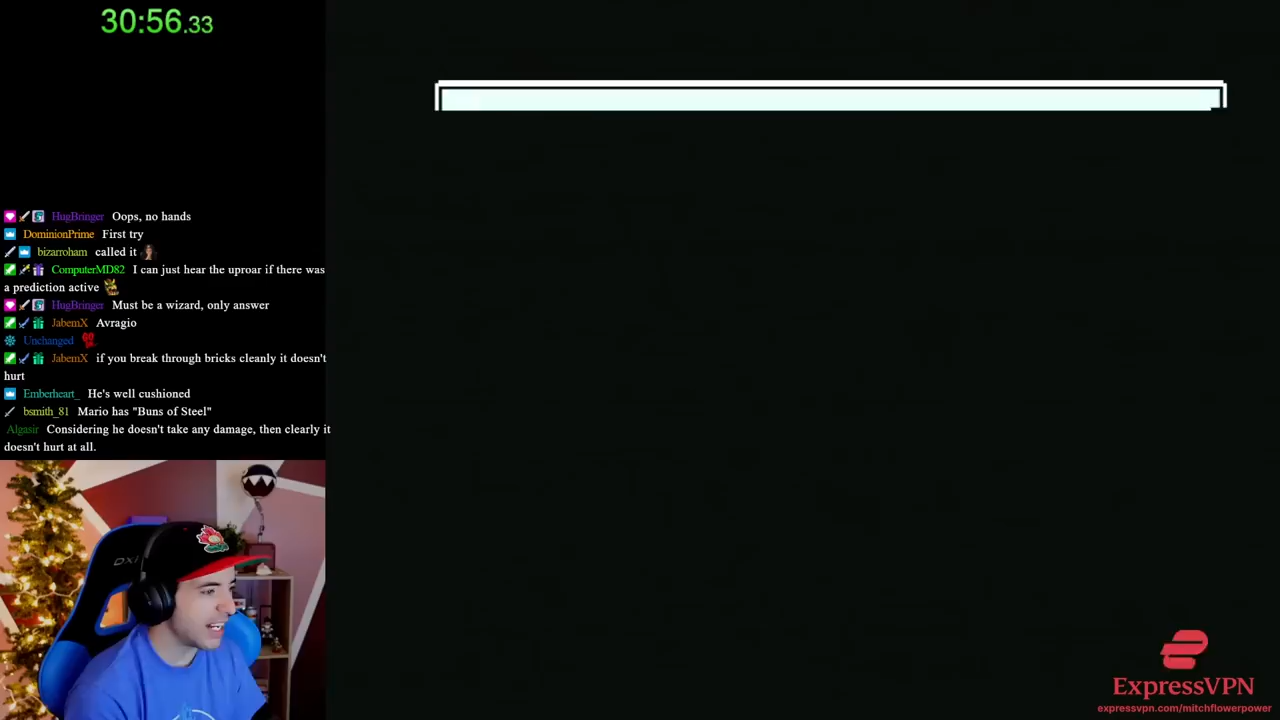 30:56.33
HugBringer Oops, no hands
DominionPrime First try
bizarroham called it
ComputerMD82 I can just hear the uproar if there was
a prediction active
HugBringer Must be a wizard, only answer
JabemX Avragio
Unchanged
JabemX if you break through bricks cleanly it doesn't
hurt
Emberheart_ He's well cushioned
bsmith_81 Mario has "Buns of Steel"
Algasir Considering he doesn't take any damage, then clearly it
doesn't hurt at all.
DXR
ExpressVPN
expressvpn.com/mitchflowerpower